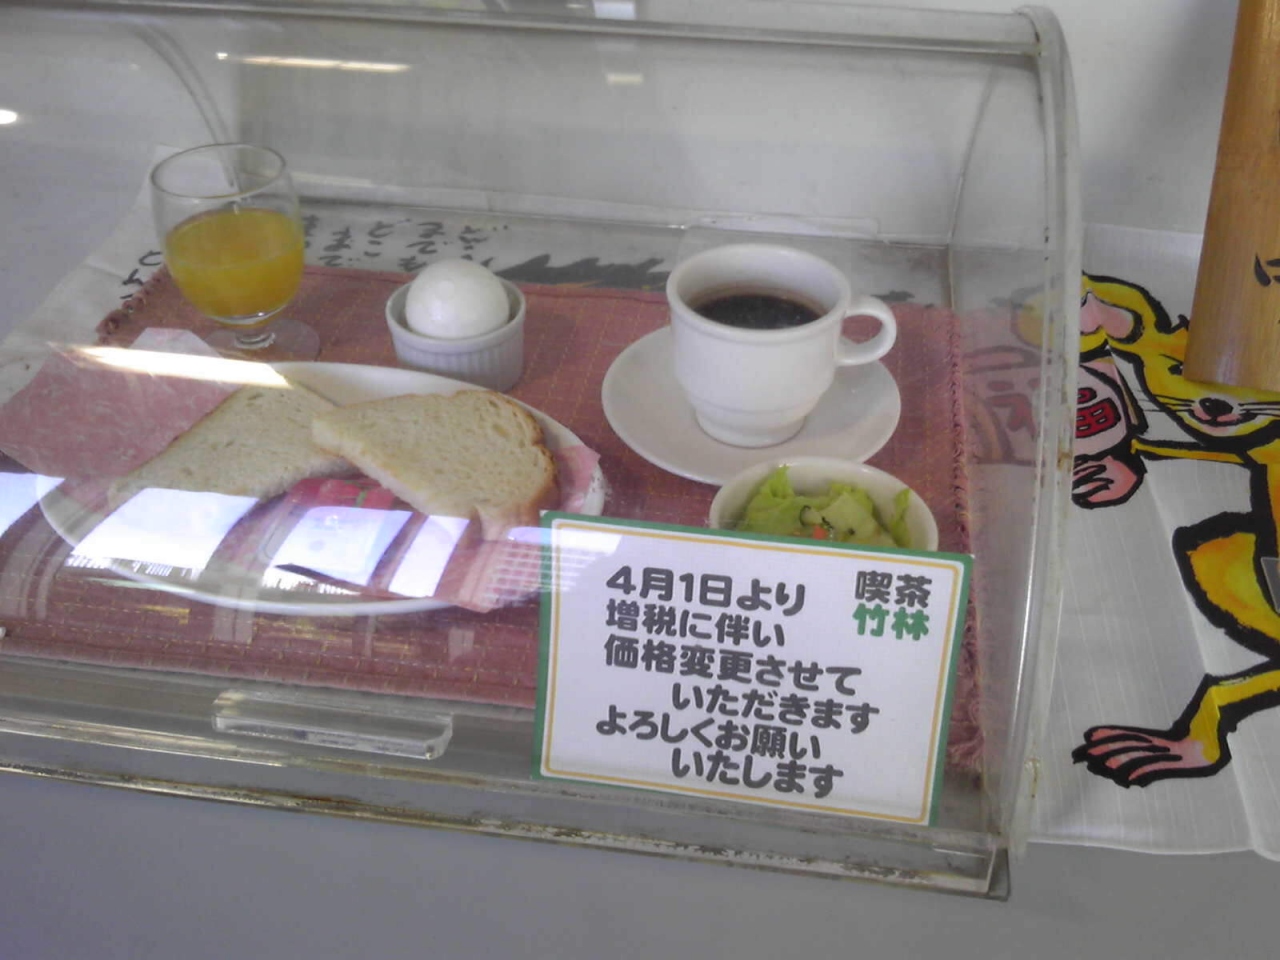 4月1日より
増税に伴い
価格変更させて
いただきます
よろしくお願い
いたします
喫茶
竹林